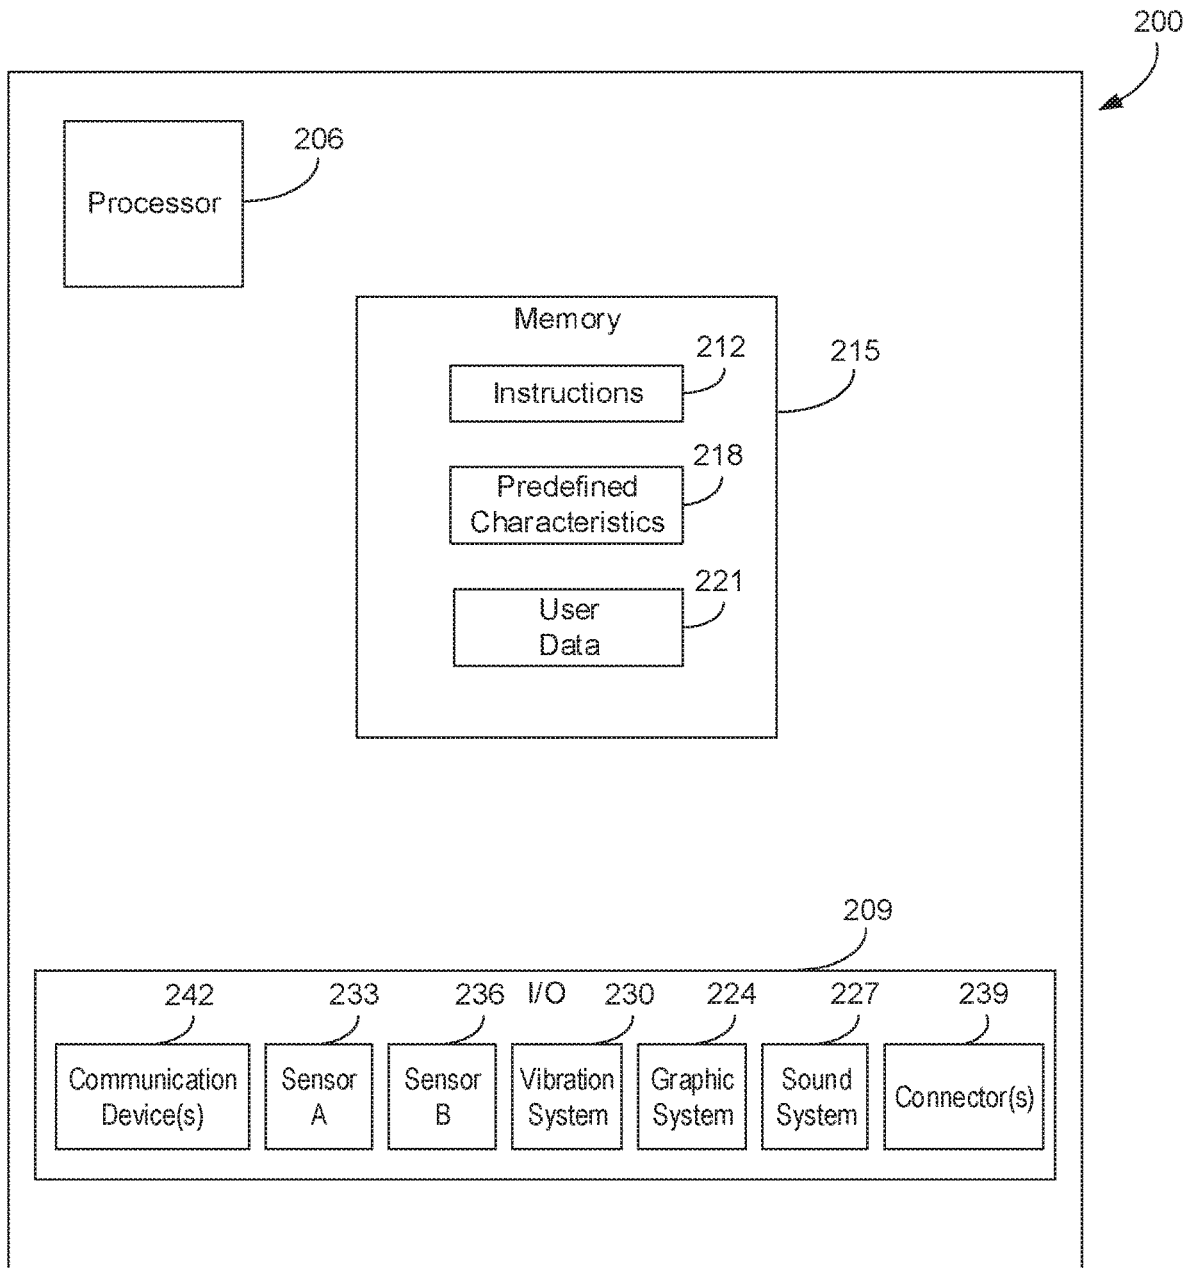 200
206
Processor
Memory
212
215
Instructions
218
Predefined
Characteristics
221
User
Data
209
242 233 236 I/O 230 224 227 239
Communication
Device(s)
Sensor
A
Sensor
B
Vibration
System
Graphic
System
Sound
System
Connector(s)